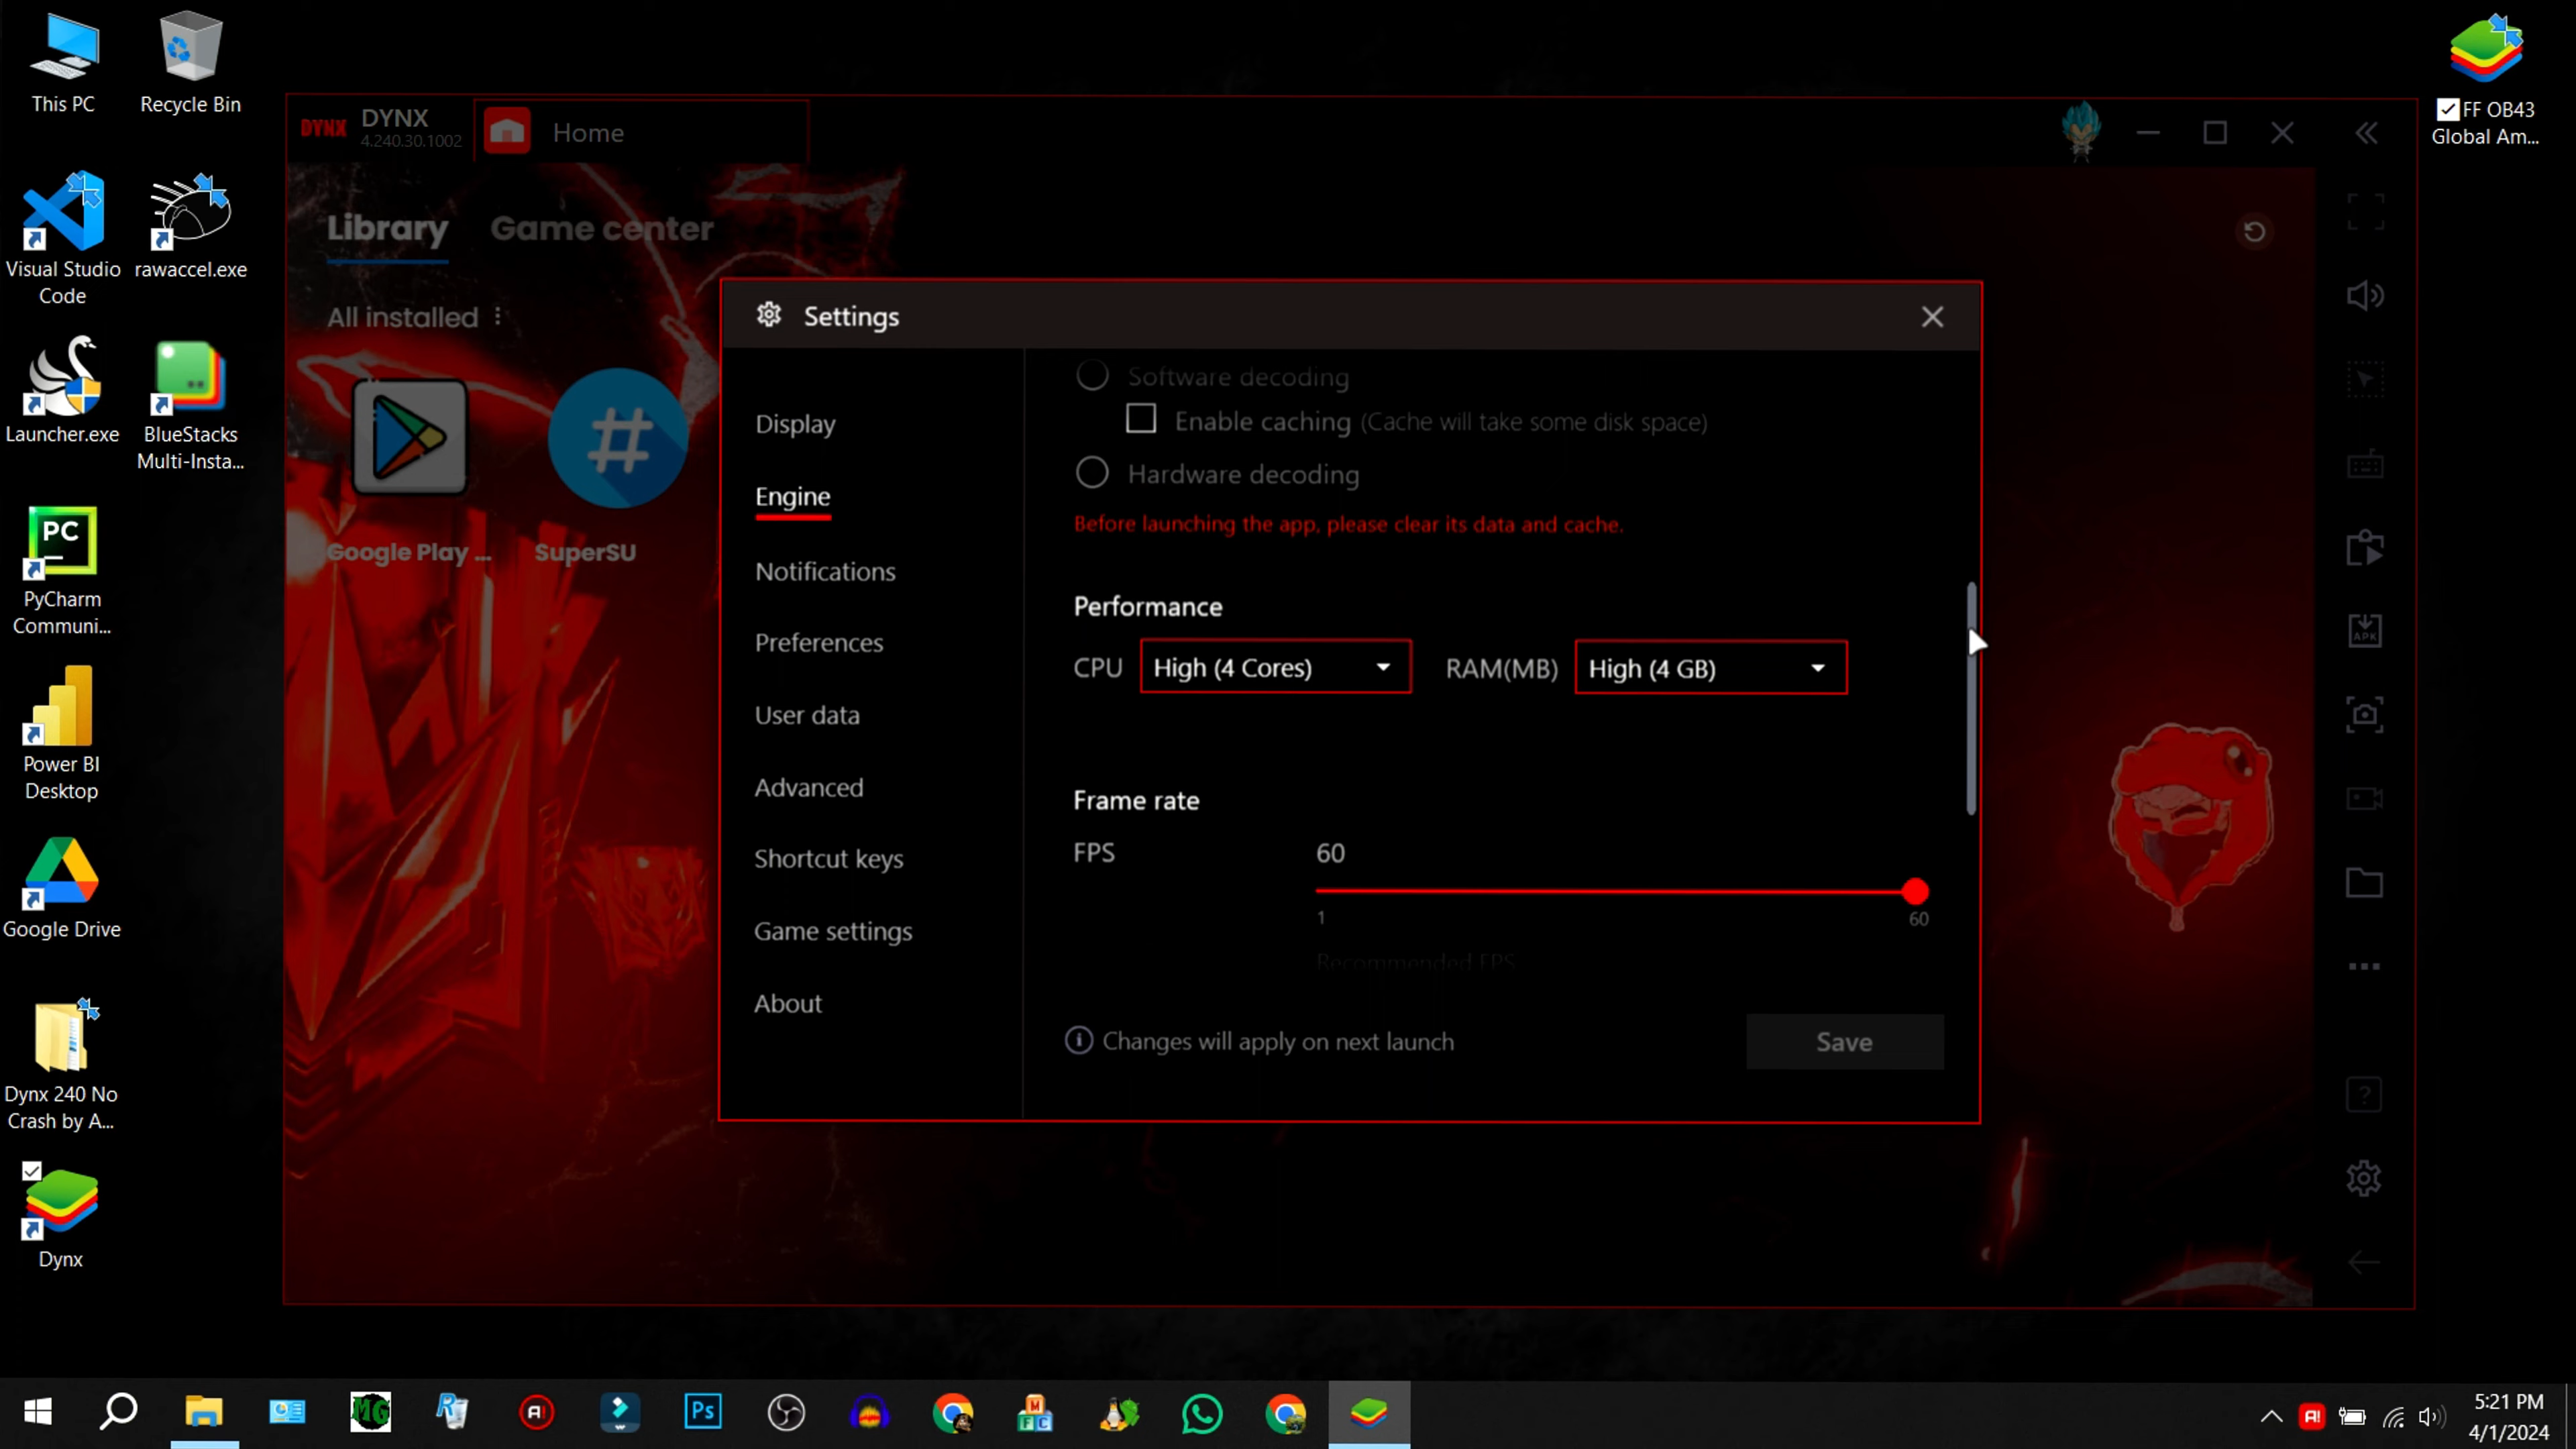 This PC
Recycle Bin
Visual Studio
Code
rawaccel.exe
Launcher.exe
BlueStacks
Multi-Insta...
PC
PyCharm
Communi...
Power BI
Desktop
Google Drive
Dynx 240 No
Crash by A...
Dynx
FF OB43
Global Am...
DYNX
DYNX
4.240.30.1002
Home
Library
Game center
All installed
Google Play ...
SuperSU
Settings
Display
Engine
Notifications
Preferences
User data
Advanced
Shortcut keys
Game settings
About
Software decoding
Enable caching (Cache will take some disk space)
Hardware decoding
Before launching the app, please clear its data and cache.
Performance
CPU
High (4 Cores)
RAM(MB)
High (4 GB)
Frame rate
FPS
60
1
60
Recommended FPS
Changes will apply on next launch
Save
APK
MG
A!
Ps
M
F
C
A!
5:21 PM
4/1/2024